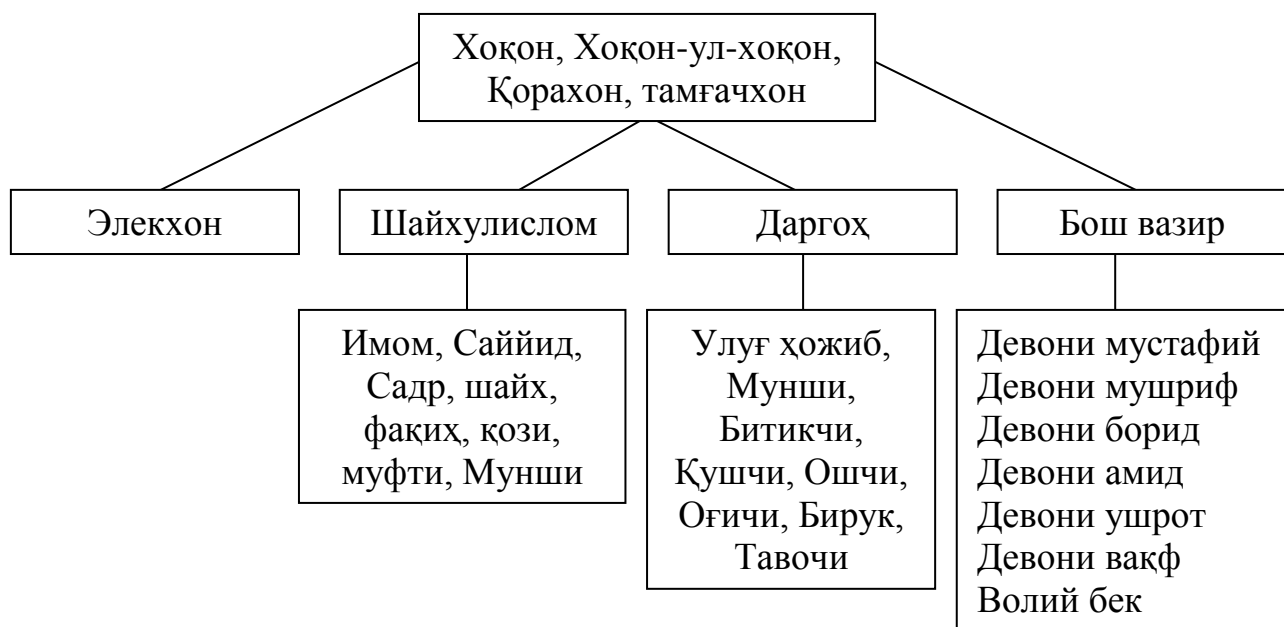 Хоқон, Хоқон-ул-хоқон,
Қорахон, тамғачхон
Элекхон
Шайхулислом
Даргоҳ
Бош вазир
Имом, Саййид,
Садр, шайх,
фақиҳ, қози,
муфти, Мунши
Улуғ ҳожиб,
Мунши,
Битикчи,
Қушчи, Ошчи,
Оғичи, Бирук,
Тавочи
Девони мустафий
Девони мушриф
Девони борид
Девони амид
Девони ушрот
Девони вақф
Волий бек